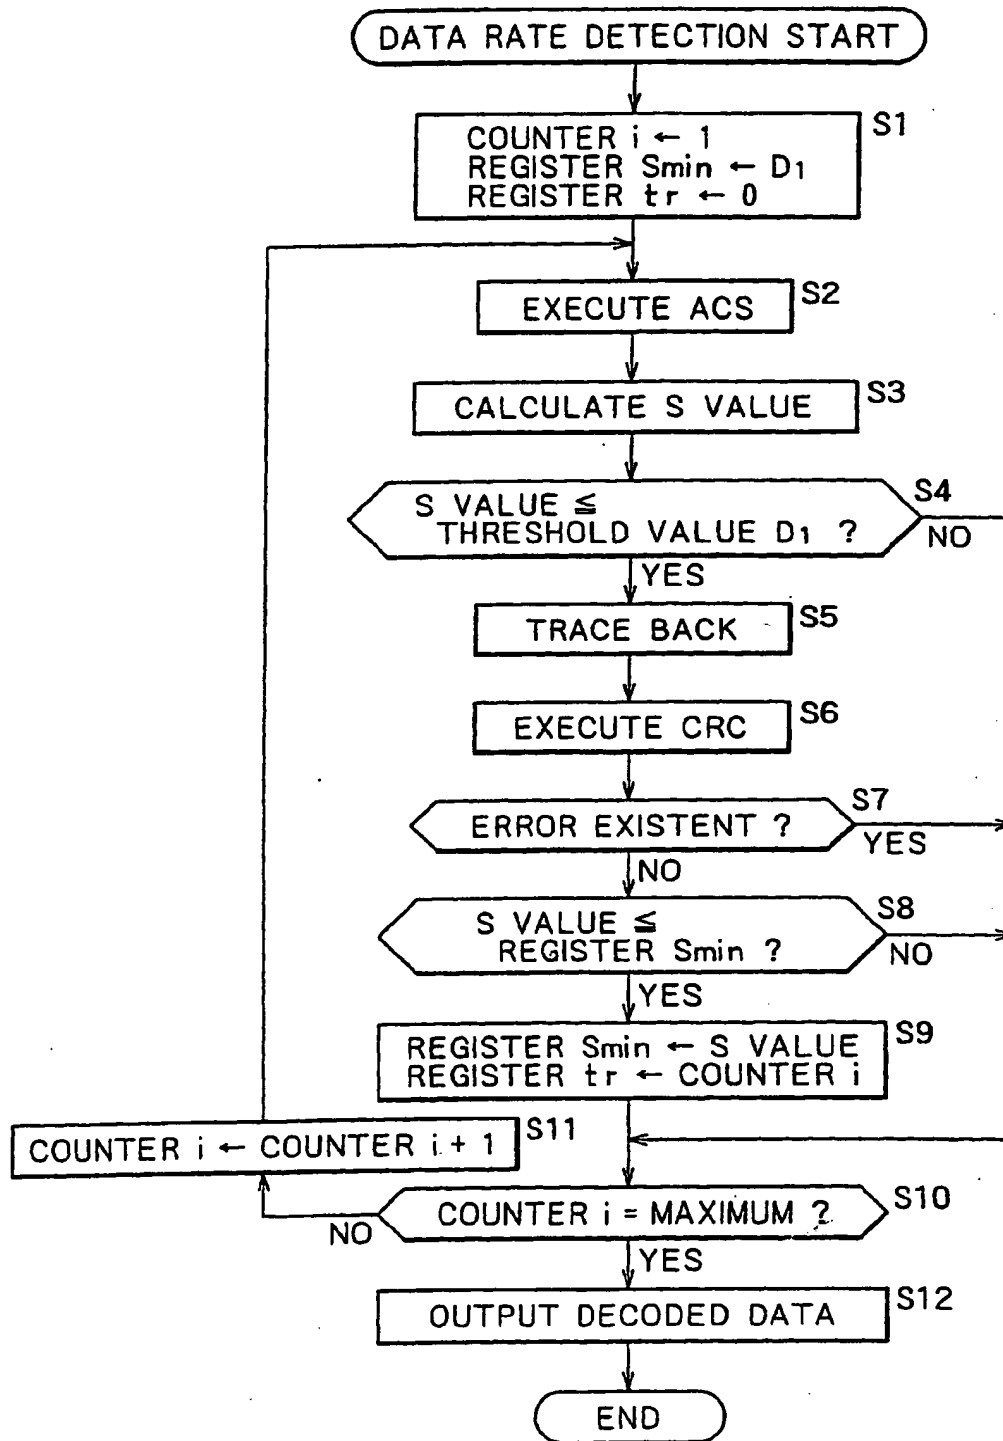 DATA RATE DETECTION START
S1
COUNTER i ← 1
REGISTER Smin ← D1
REGISTER tr ← 0
S2
EXECUTE ACS
S3
CALCULATE S VALUE
S4
S VALUE ≦
THRESHOLD VALUE D1 ?
NO
YES
S5
TRACE BACK
S6
EXECUTE CRC
S7
ERROR EXISTENT ?
YES
NO
S8
S VALUE ≦
REGISTER Smin ?
NO
YES
S9
REGISTER Smin ← S VALUE
REGISTER tr ← COUNTER i
S11
COUNTER i ← COUNTER i + 1
S10
COUNTER i = MAXIMUM ?
NO
YES
S12
OUTPUT DECODED DATA
END